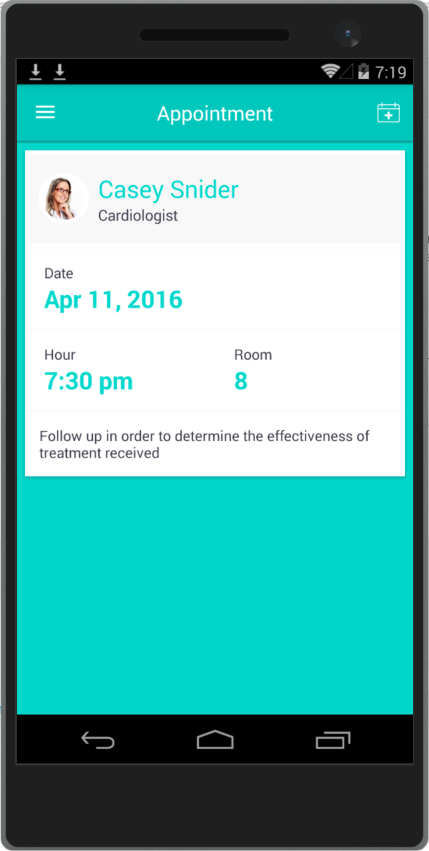 7:19
Appointment
Casey Snider
Cardiologist
Date
Apr 11, 2016
Hour
Room
7:30 pm
8
Follow up in order to determine the effectiveness of
treatment received